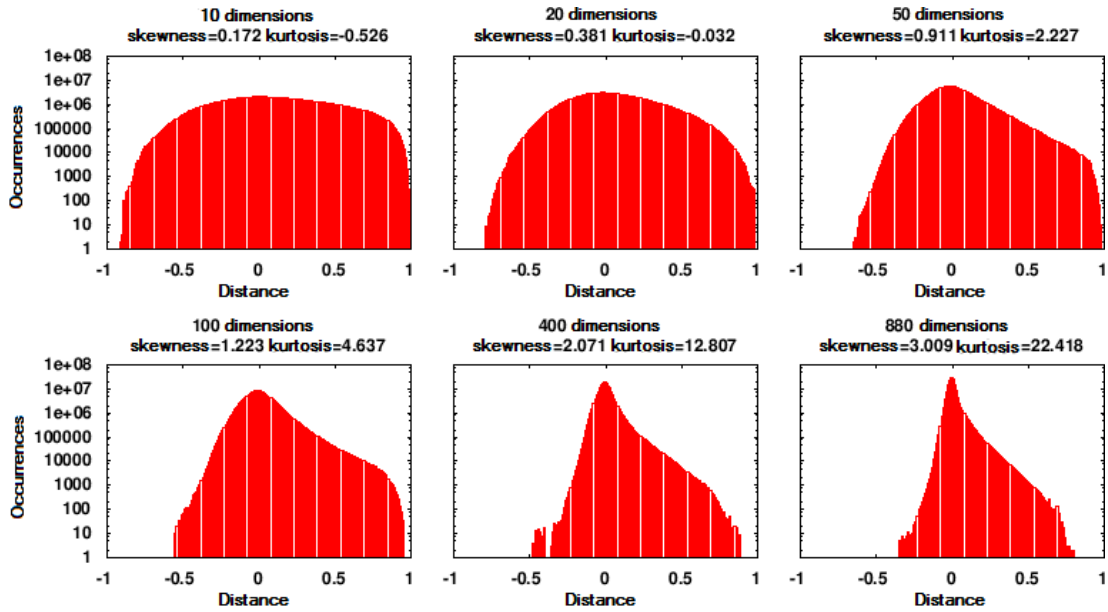 10 dimensions
skewness=0.172 kurtosis=-0.526
20 dimensions
skewness=0.381 kurtosis=-0.032
50 dimensions
skewness=0.911 kurtosis=2.227
Occurrences
1e+08
1e+07
1e+06
100000
10000
1000
100
10
1
-1 -0.5 0 0.5 1
Distance
-1 -0.5 0 0.5 1
Distance
-1 -0.5 0 0.5 1
Distance
100 dimensions
skewness=1.223 kurtosis=4.637
400 dimensions
skewness=2.071 kurtosis=12.807
880 dimensions
skewness=3.009 kurtosis=22.418
Occurrences
1e+08
1e+07
1e+06
100000
10000
1000
100
10
1
-1 -0.5 0 0.5 1
Distance
-1 -0.5 0 0.5 1
Distance
-1 -0.5 0 0.5 1
Distance